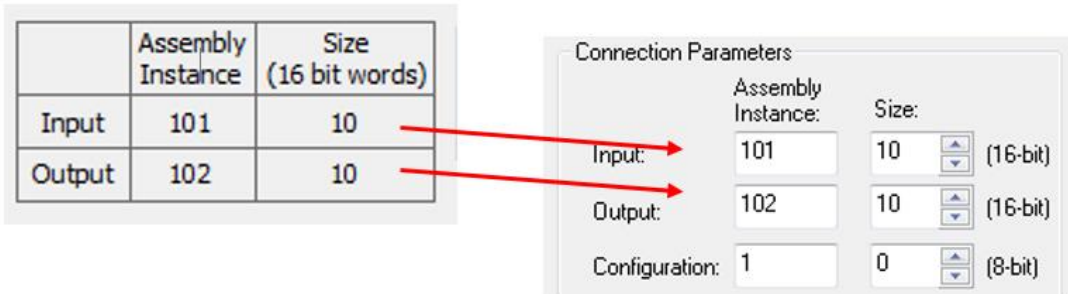 Assembly Instance
Size (16 bit words)
Input 101 10
Output 102 10
Connection Parameters
Assembly
Instance: Size:
Input: 101 10 (16-bit)
Output: 102 10 (16-bit)
Configuration: 1 0 (8-bit)